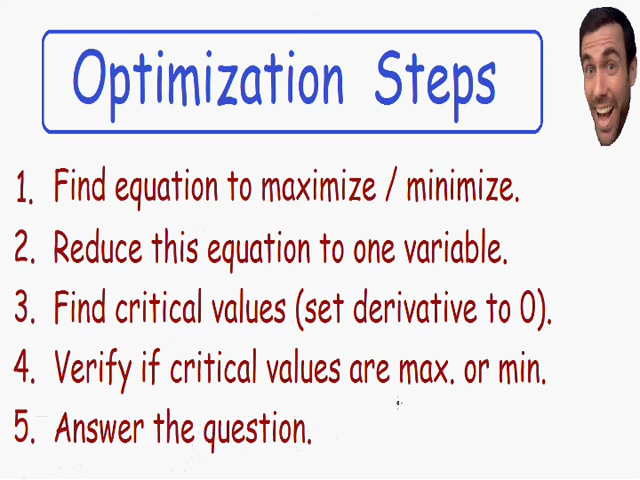 Optimization Steps
1. Find equation to maximize / minimize.
2. Reduce this equation to one variable.
3. Find critical values (set derivative to 0).
4. Verify if critical values are max. or min.
5. Answer the question.